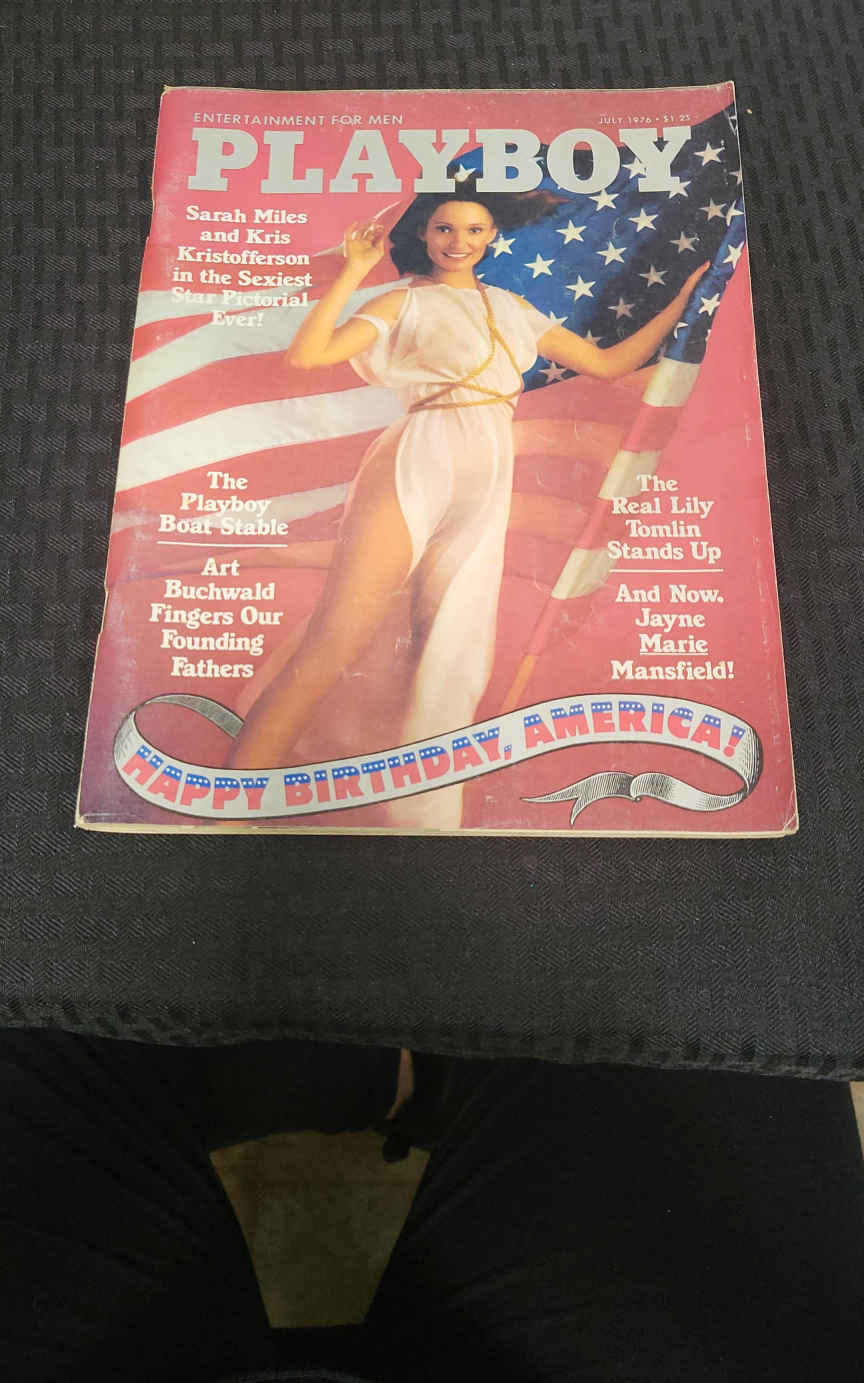 ENTERTAINMENT FOR MEN
JULY 1976 • $1.25
PLAYBOY
Sarah Miles
and Kris
Kristofferson
in the Sexiest
Star Pictorial
Ever!
The
Playboy
Boat Stable
Art
Buchwald
Fingers Our
Founding
Fathers
The
Real Lily
Tomlin
Stands Up
And Now,
Jayne
Marie
Mansfield!
HAPPY BIRTHDAY, AMERICA!